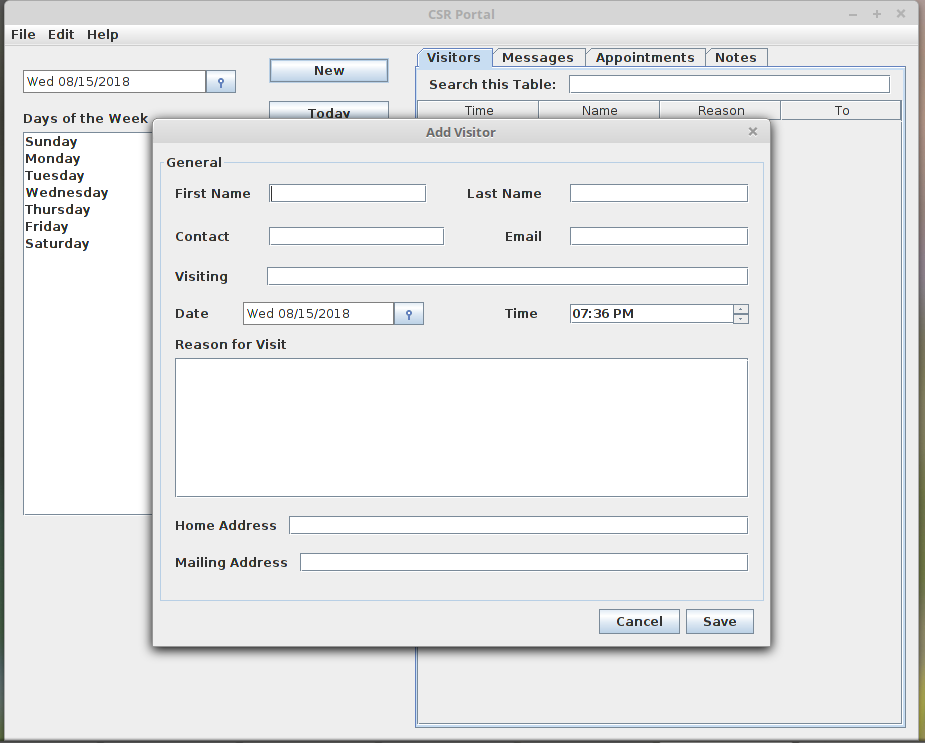 CSR Portal
File Edit Help
Wed 08/15/2018
New
Today
Days of the Week
Sunday
Monday
Tuesday
Wednesday
Thursday
Friday
Saturday
Visitors Messages Appointments Notes
Search this Table:
Time Name Reason To
Add Visitor
General
First Name Last Name
Contact Email
Visiting
Date Wed 08/15/2018 Time 07:36 PM
Reason for Visit
Home Address
Mailing Address
Cancel Save